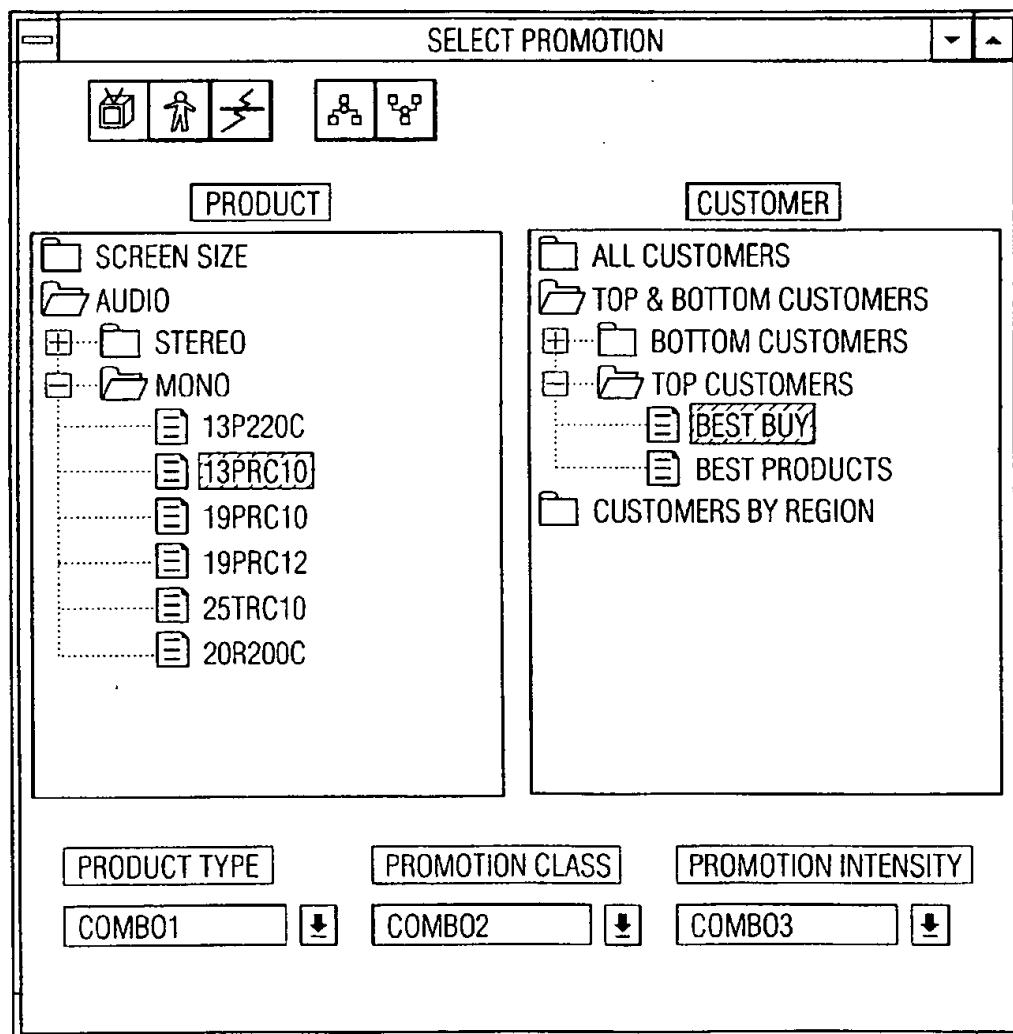 SELECT PROMOTION
PRODUCT
SCREEN SIZE
AUDIO
STEREO
MONO
13P220C
13PRC10
19PRC10
19PRC12
25TRC10
20R200C
CUSTOMER
ALL CUSTOMERS
TOP & BOTTOM CUSTOMERS
BOTTOM CUSTOMERS
TOP CUSTOMERS
BEST BUY
BEST PRODUCTS
CUSTOMERS BY REGION
PRODUCT TYPE
COMBO1
PROMOTION CLASS
COMBO2
PROMOTION INTENSITY
COMBO3